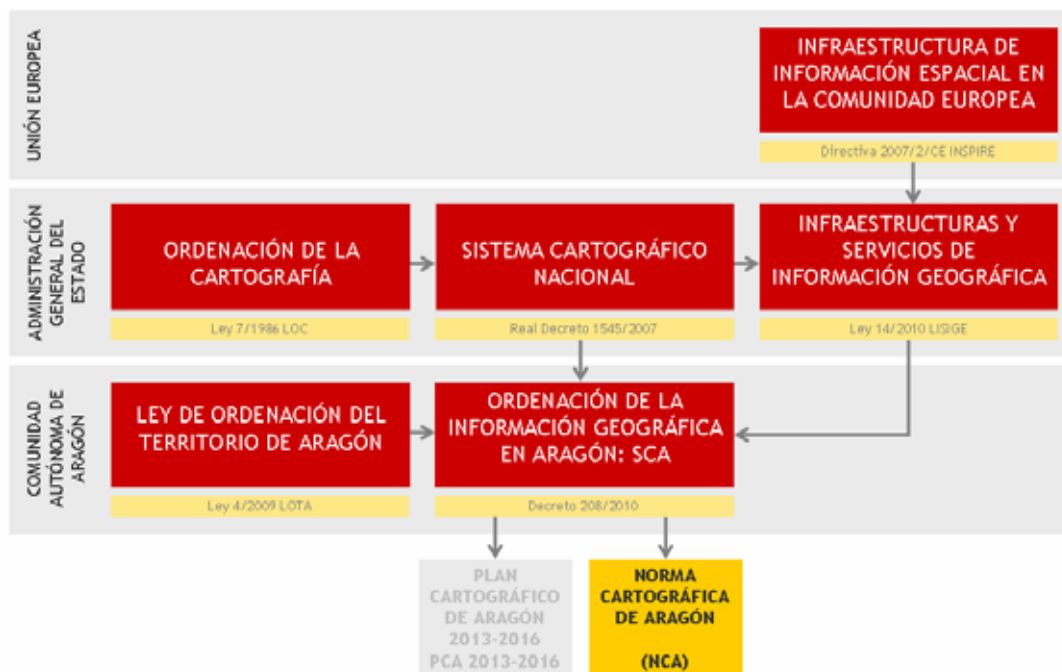 UNIÓN EUROPEA
INFRAESTRUCTURA DE
INFORMACIÓN ESPACIAL EN
LA COMUNIDAD EUROPEA
Directiva 2007/2/CE INSPIRE
ADMINISTRACIÓN
GENERAL DEL
ESTADO
ORDENACIÓN DE LA
CARTOGRAFÍA
Ley 7/1986 LOC
SISTEMA CARTOGRÁFICO
NACIONAL
Real Decreto 1545/2007
INFRAESTRUCTURAS Y
SERVICIOS DE
INFORMACIÓN GEOGRÁFICA
Ley 14/2010 LISIGE
COMUNIDAD
AUTÓNOMA DE
ARAGÓN
LEY DE ORDENACIÓN DEL
TERRITORIO DE ARAGÓN
Ley 4/2009 LOTA
ORDENACIÓN DE LA
INFORMACIÓN GEOGRÁFICA
EN ARAGÓN: SCA
Decreto 208/2010
PLAN
CARTOGRÁFICO
DE ARAGÓN
2013-2016
PCA 2013-2016
NORMA
CARTOGRÁFICA
DE ARAGÓN
(NCA)